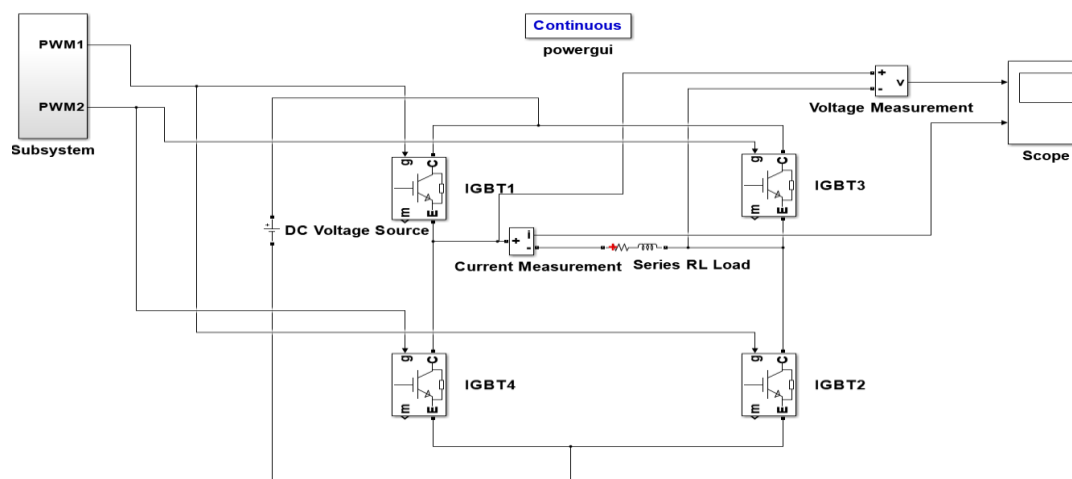 Continuous
powergui
PWM1
PWM2
Subsystem
+
v
-
Voltage Measurement
Scope
g
C
m
E
IGBT1
g
C
m
E
IGBT3
DC Voltage Source
+
i
-
Current Measurement
Series RL Load
g
C
m
E
IGBT4
g
C
m
E
IGBT2